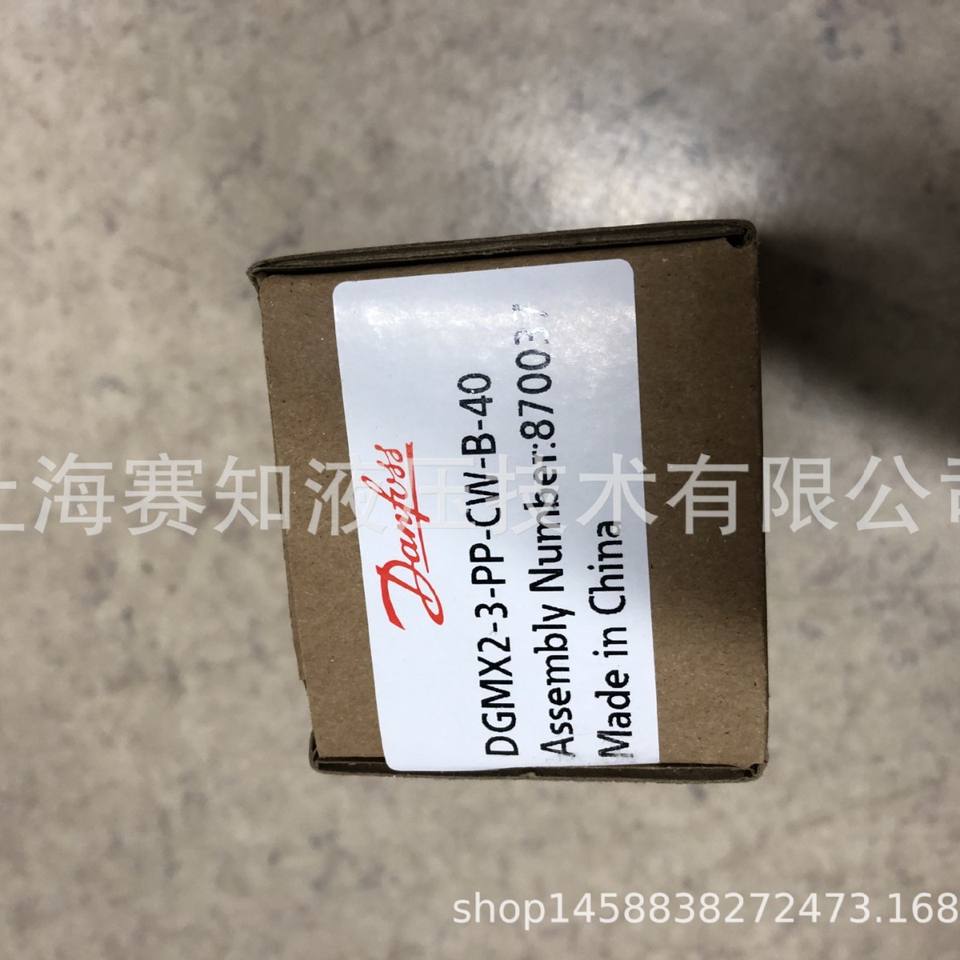 Danfoss
DGMX2-3-PP-CW-B-40
Assembly Number:870037
Made in China
上海赛知液压技术有限公司
shop1458838272473.168